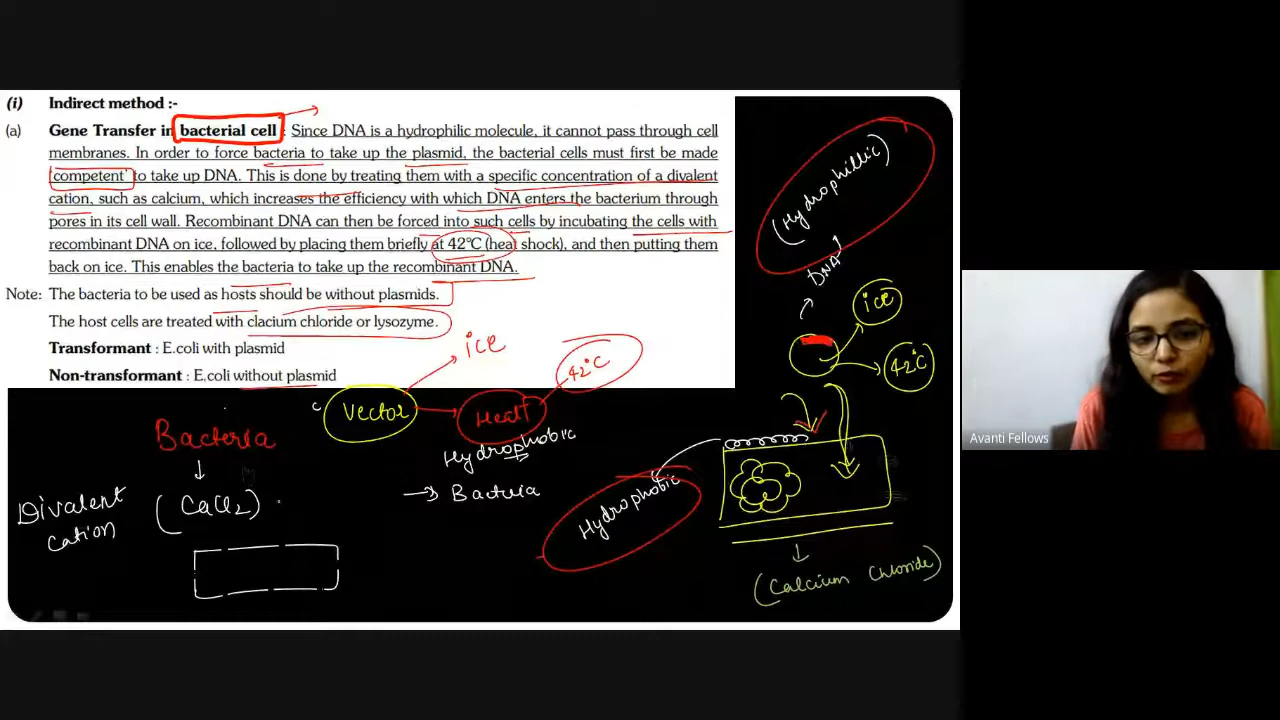 (i) Indirect method :-
(a) Gene Transfer in bacterial cell : Since DNA is a hydrophilic molecule, it cannot pass through cell
membranes. In order to force bacteria to take up the plasmid, the bacterial cells must first be made
'competent' to take up DNA. This is done by treating them with a specific concentration of a divalent
cation, such as calcium, which increases the efficiency with which DNA enters the bacterium through
pores in its cell wall. Recombinant DNA can then be forced into such cells by incubating the cells with
recombinant DNA on ice, followed by placing them briefly at 42°C (heat shock), and then putting them
back on ice. This enables the bacteria to take up the recombinant DNA.
Note: The bacteria to be used as hosts should be without plasmids.
The host cells are treated with clacium chloride or lysozyme.
Transformant : E.coli with plasmid
Non-transformant : E.coli without plasmid
(Hydrophillic)
DNA
ice
42°C
ice
42°C
Vector
Heat
Hydrophobic
Bacteria
Bacteria
(CaCl2)
Divalent
cation
Hydrophobic
(Calcium Chloride)
Avanti Fellows